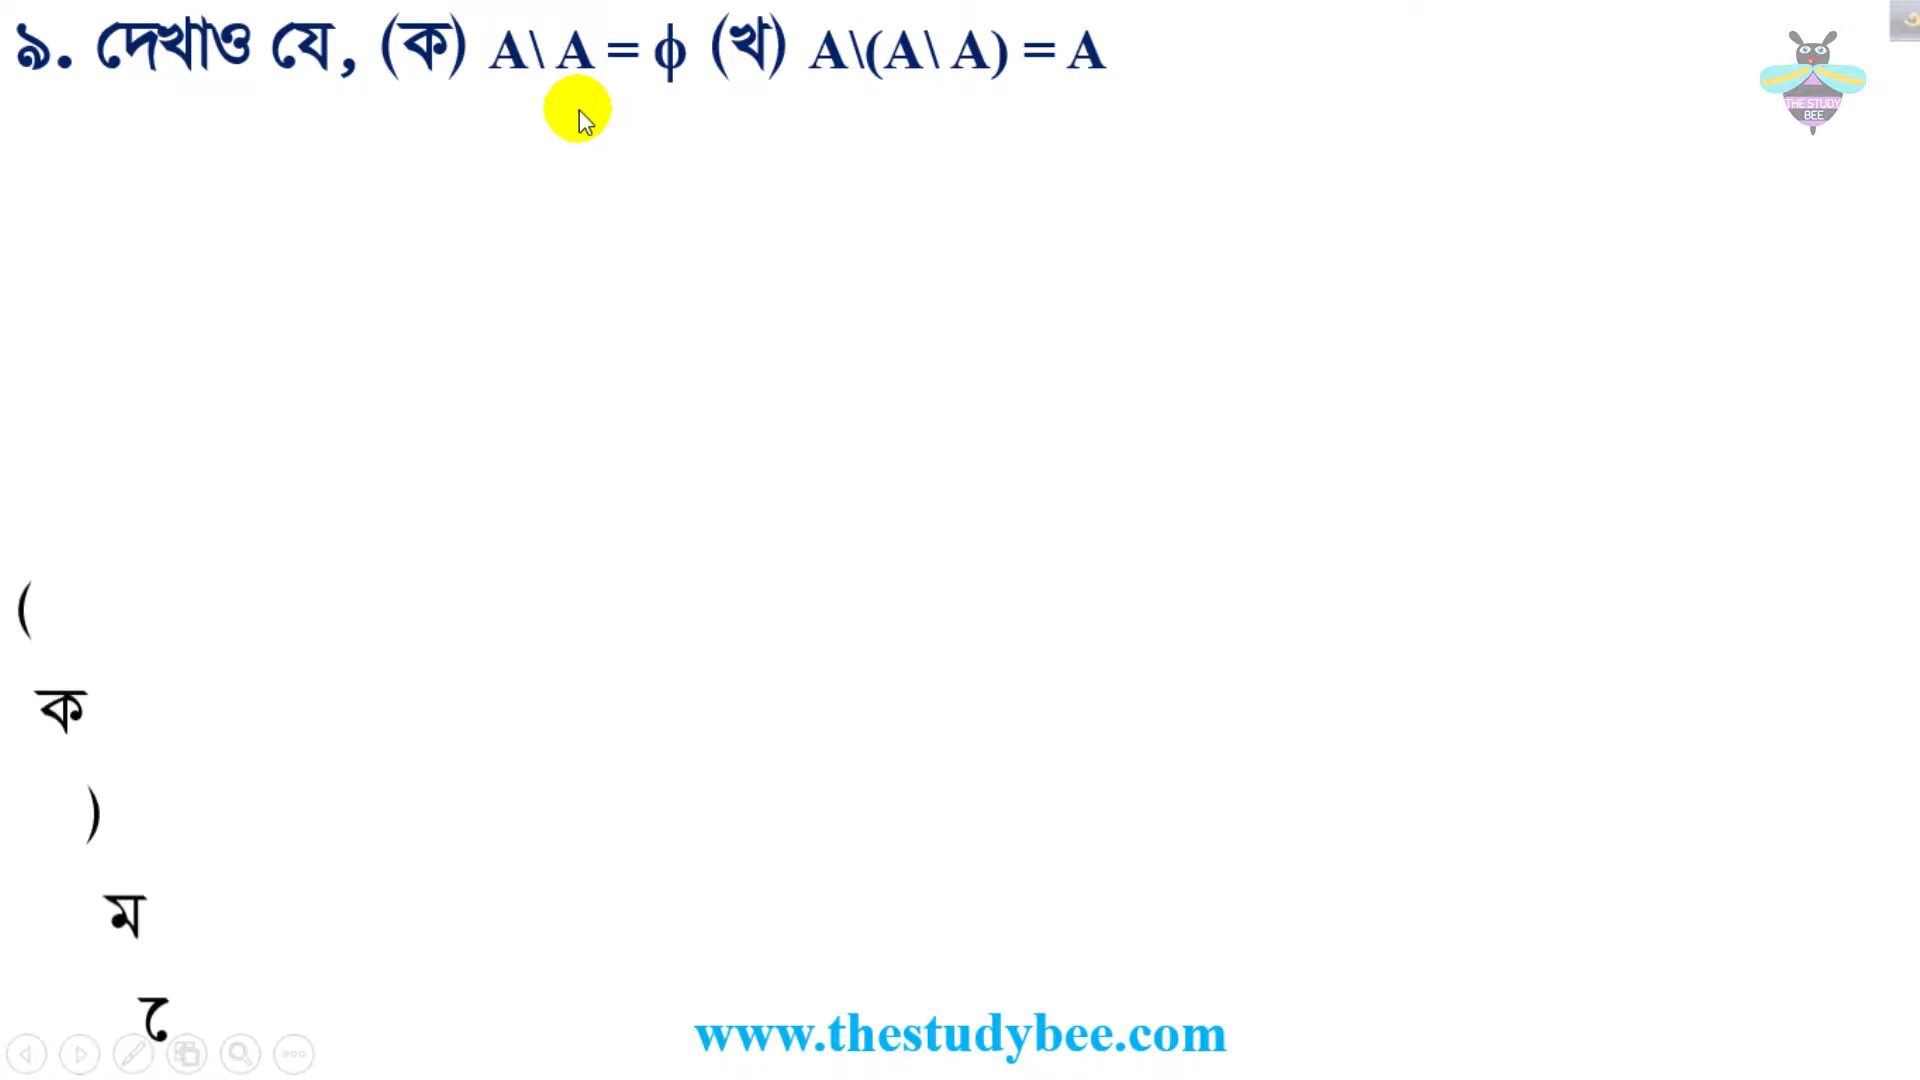 ৯. দেখাও যে, (ক) A\ A = ϕ (খ) A\(A\ A) = A
THE STUDY
BEE
(
ক
)
ম
ে
www.thestudybee.com